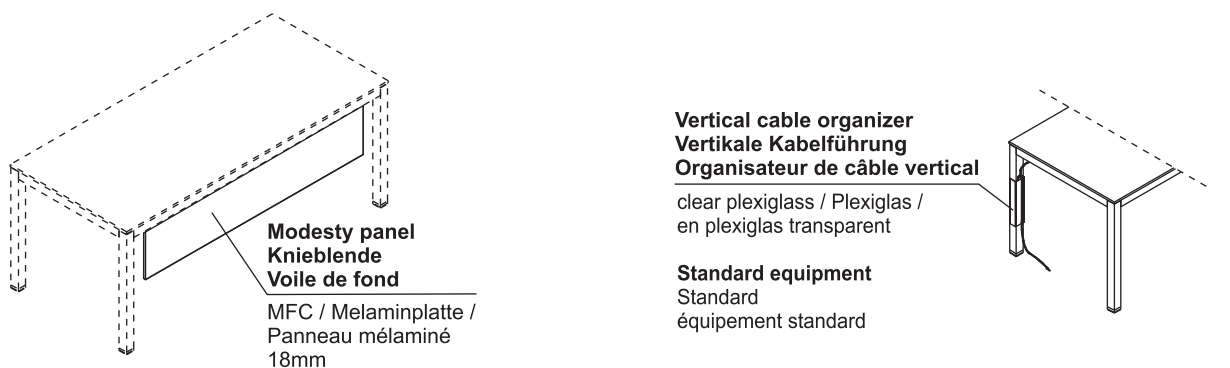 Modesty panel
Knieblende
Voile de fond
MFC / Melaminplatte /
Panneau mélaminé
18mm
Vertical cable organizer
Vertikale Kabelführung
Organisateur de câble vertical
clear plexiglass / Plexiglas /
en plexiglas transparent
Standard equipment
Standard
équipement standard